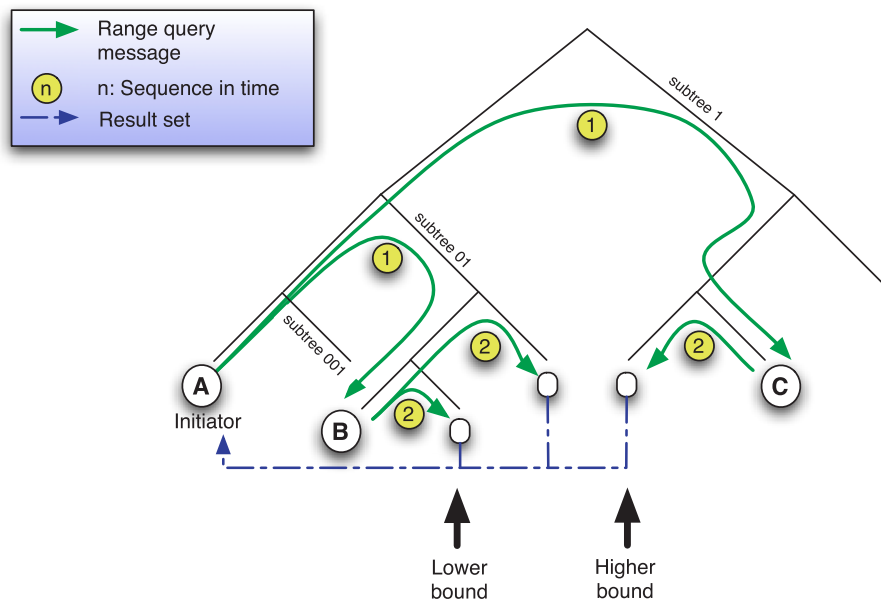 Range query
message
n
n: Sequence in time
Result set
subtree 1
1
subtree 01
1
subtree 001
2
2
A
Initiator
B
2
C
Lower
bound
Higher
bound